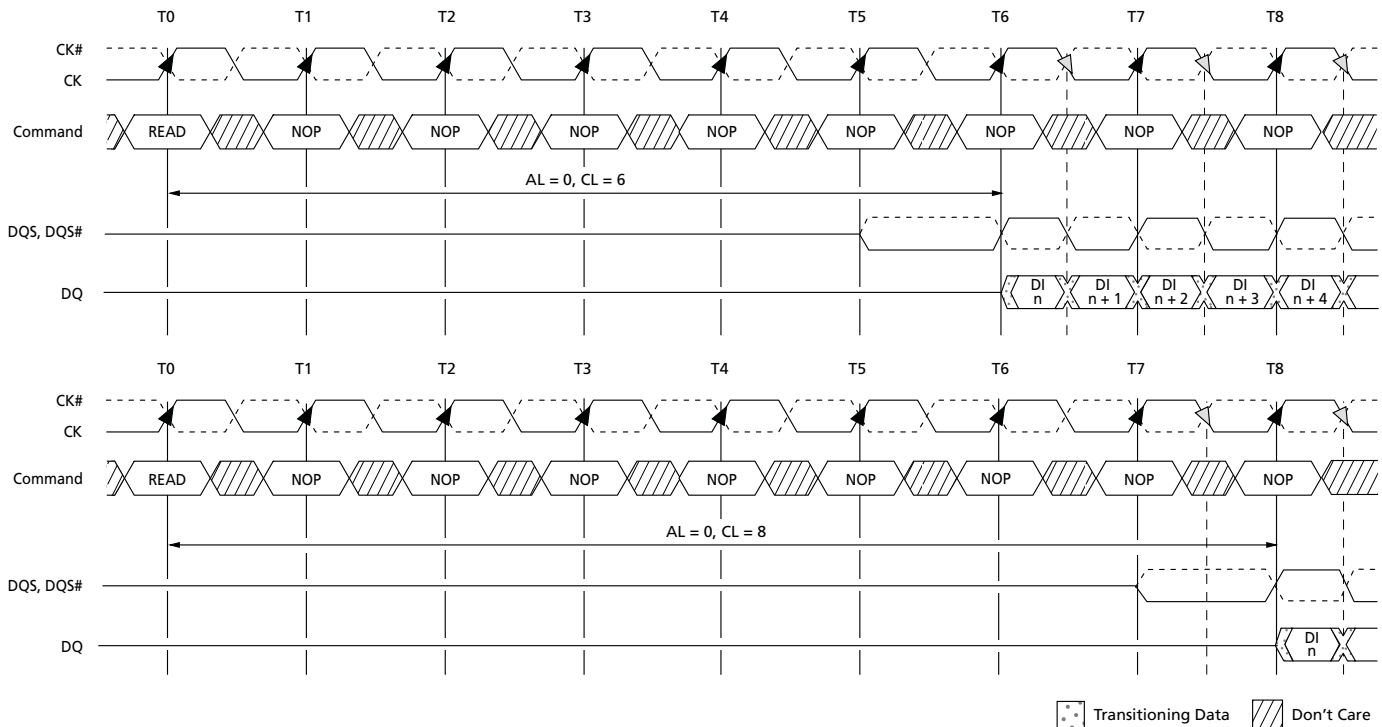 T0 T1 T2 T3 T4 T5 T6 T7 T8
CK#
CK
Command READ NOP NOP NOP NOP NOP NOP NOP NOP
AL = 0, CL = 6
DQS, DQS#
DQ DI n DI n + 1 DI n + 2 DI n + 3 DI n + 4
T0 T1 T2 T3 T4 T5 T6 T7 T8
CK#
CK
Command READ NOP NOP NOP NOP NOP NOP NOP NOP
AL = 0, CL = 8
DQS, DQS#
DQ DI n
Transitioning Data Don't Care